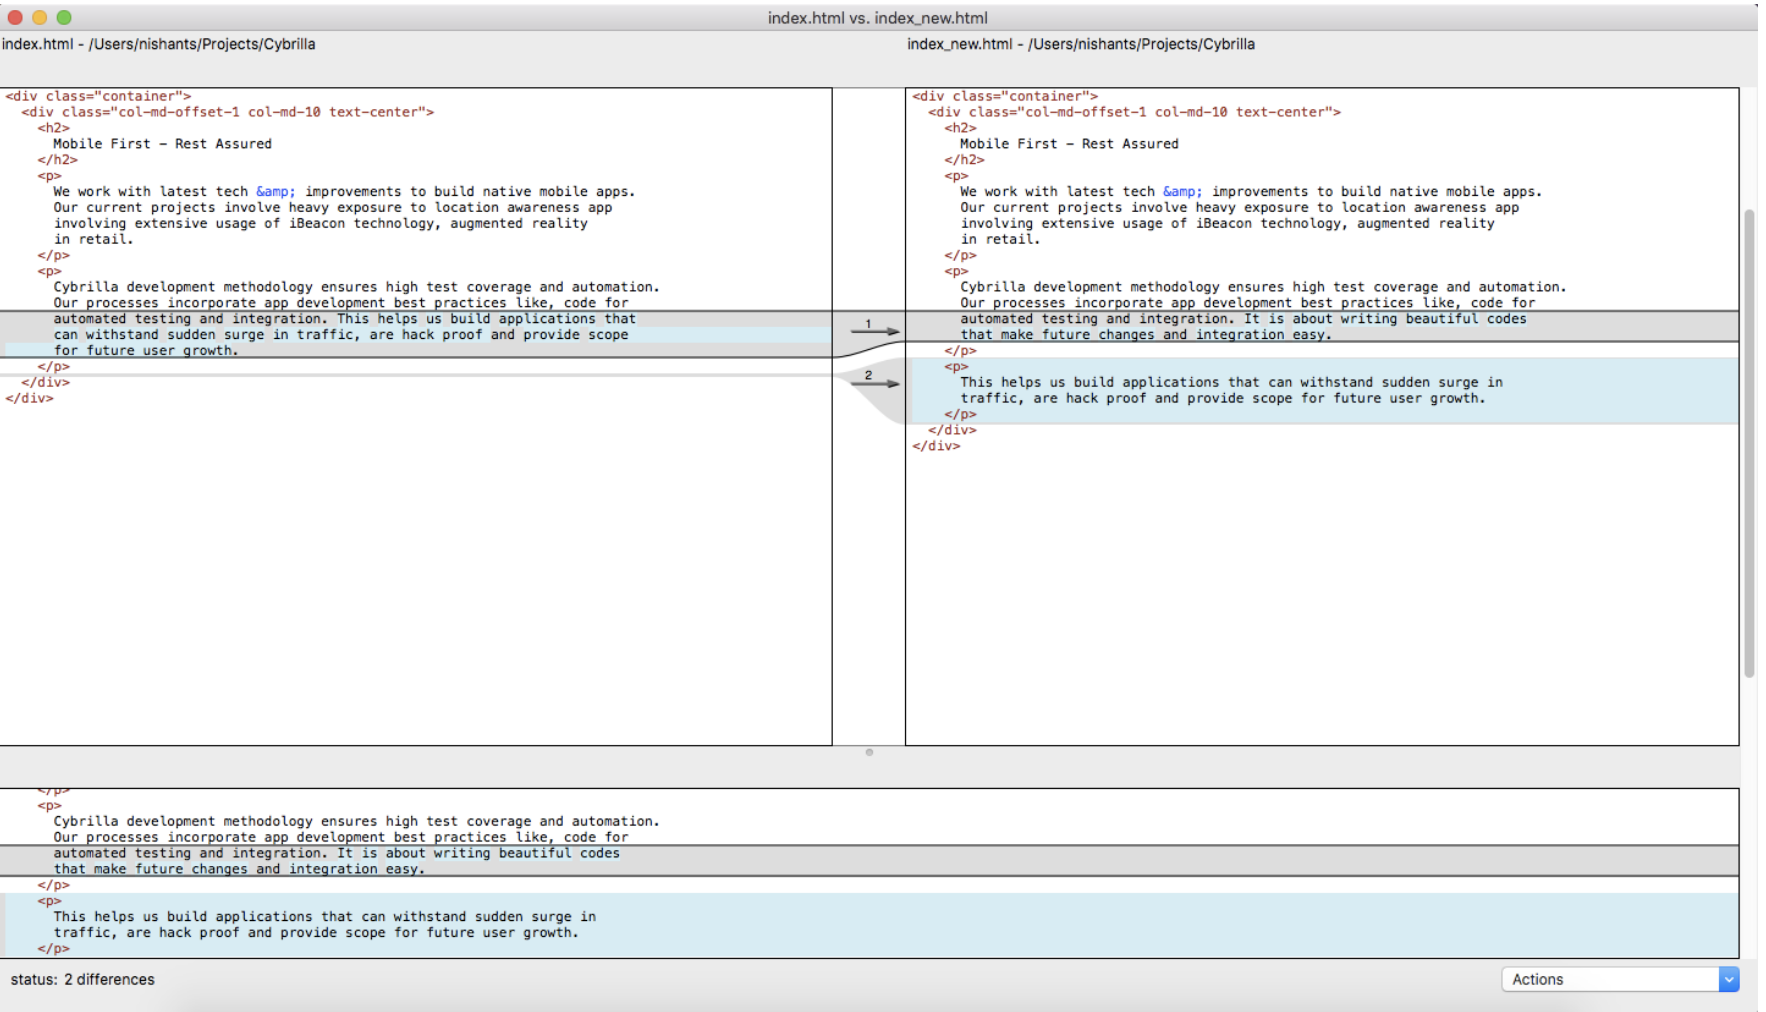 index.html vs. index_new.html
index.html - /Users/nishants/Projects/Cybrilla
index_new.html - /Users/nishants/Projects/Cybrilla
<div class="container">
<div class="col-md-offset-1 col-md-10 text-center">
<h2>
Mobile First – Rest Assured
</h2>
<p>
We work with latest tech &amp; improvements to build native mobile apps.
Our current projects involve heavy exposure to location awareness app
involving extensive usage of iBeacon technology, augmented reality
in retail.
</p>
<p>
Cybrilla development methodology ensures high test coverage and automation.
Our processes incorporate app development best practices like, code for
automated testing and integration. This helps us build applications that
can withstand sudden surge in traffic, are hack proof and provide scope
for future user growth.
</p>
</div>
</div>
1
2
<div class="container">
<div class="col-md-offset-1 col-md-10 text-center">
<h2>
Mobile First – Rest Assured
</h2>
<p>
We work with latest tech &amp; improvements to build native mobile apps.
Our current projects involve heavy exposure to location awareness app
involving extensive usage of iBeacon technology, augmented reality
in retail.
</p>
<p>
Cybrilla development methodology ensures high test coverage and automation.
Our processes incorporate app development best practices like, code for
automated testing and integration. It is about writing beautiful codes
that make future changes and integration easy.
</p>
<p>
This helps us build applications that can withstand sudden surge in
traffic, are hack proof and provide scope for future user growth.
</p>
</div>
</div>
</p>
<p>
Cybrilla development methodology ensures high test coverage and automation.
Our processes incorporate app development best practices like, code for
automated testing and integration. It is about writing beautiful codes
that make future changes and integration easy.
</p>
<p>
This helps us build applications that can withstand sudden surge in
traffic, are hack proof and provide scope for future user growth.
</p>
status: 2 differences
Actions